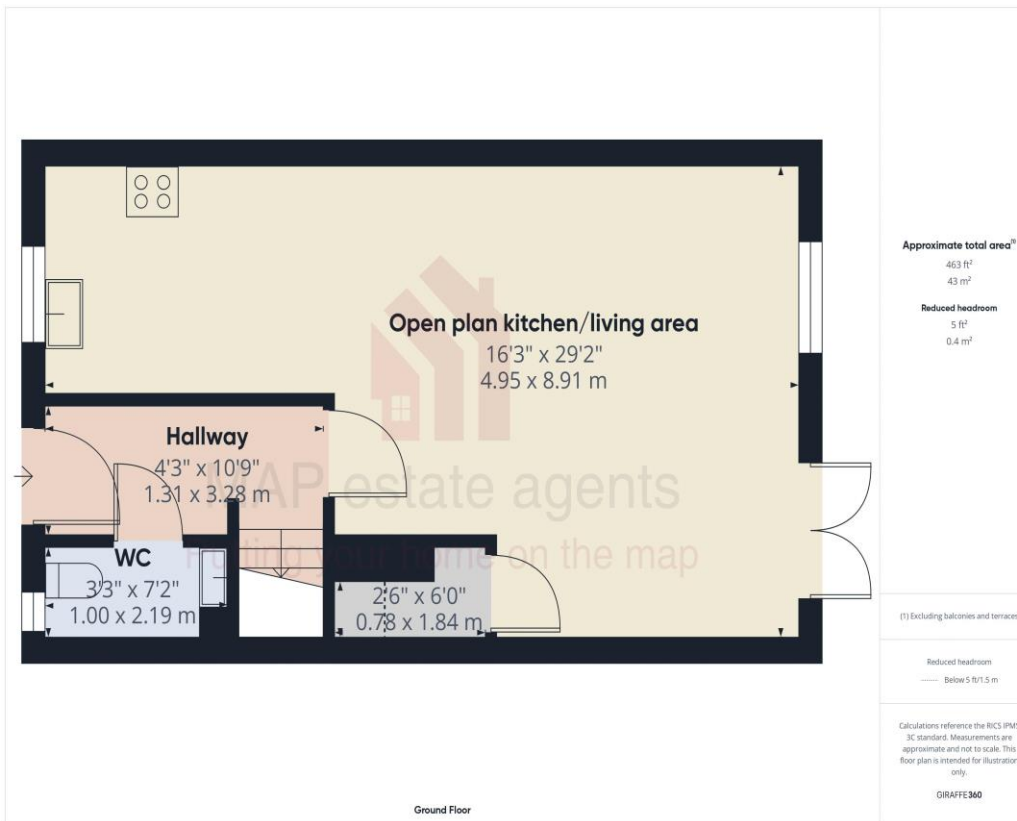 Open plan kitchen/living area
16'3" x 29'2"
4.95 x 8.91 m
Hallway
4'3" x 10'9"
1.31 x 3.28 m
MAP estate agents
Putting your home on the map
WC
3'3" x 7'2"
1.00 x 2.19 m
2'6" x 6'0"
0.78 x 1.84 m
Ground Floor
Approximate total area(1)
463 ft²
43 m²
Reduced headroom
5 ft²
0.4 m²
(1) Excluding balconies and terraces
Reduced headroom
Below 5 ft/1.5 m
Calculations reference the RICS IPMS
3C standard. Measurements are
approximate and not to scale. This
floor plan is intended for illustration
only.
GIRAFFE360